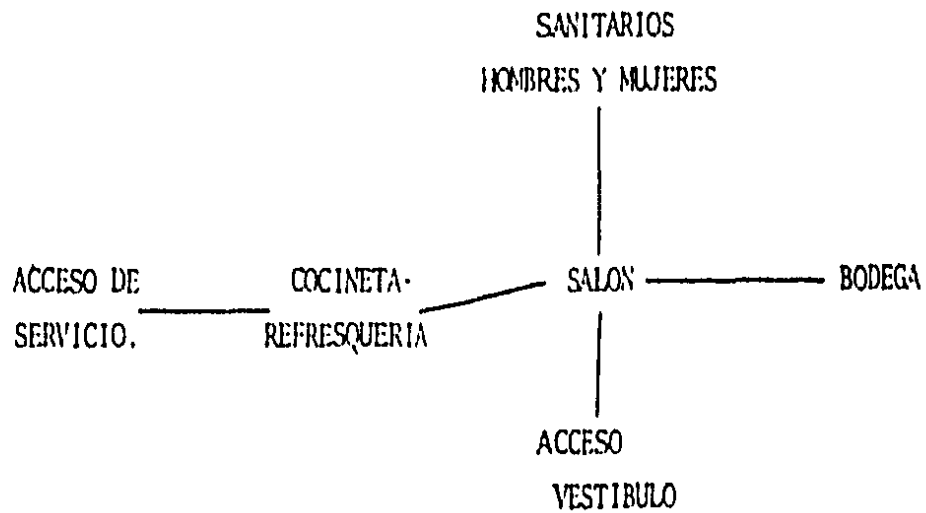 SANITARIOS
HOMBRES Y MUJERES
ACCESO DE
SERVICIO.
COCINETA-
REFRESQUERIA
SALON
BODEGA
ACCESO
VESTIBULO